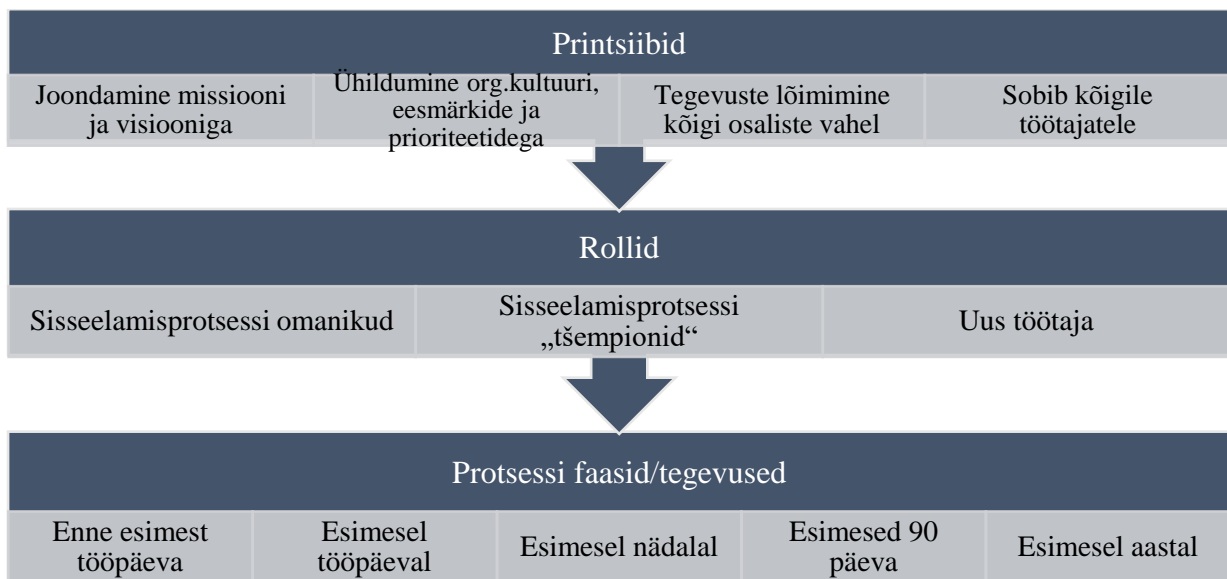 Printsiibid
Joondamine missiooni
ja visiooniga
Ühildumine org.kultuuri,
eesmärkide ja
prioriteetidega
Tegevuste lõimimine
kõigi osaliste vahel
Sobib kõigile
töötajatele
Rollid
Sisseelamisprotsessi omanikud
Sisseelamisprotsessi
„tšempionid“
Uus töötaja
Protsessi faasid/tegevused
Enne esimest
tööpäeva
Esimesel
tööpäeval
Esimesel nädalal
Esimesed 90
päeva
Esimesel aastal